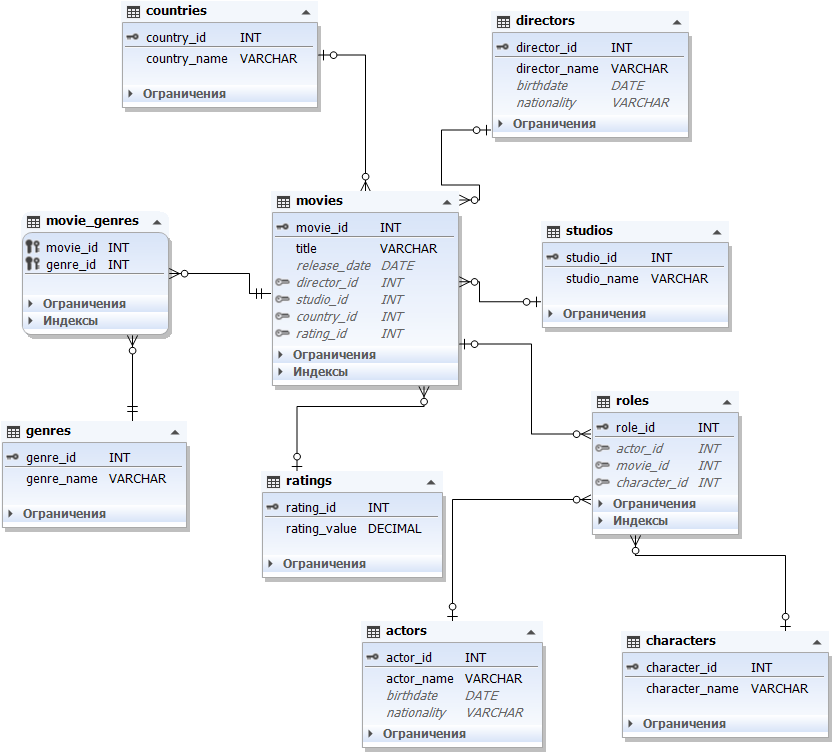 countries
country_id INT
country_name VARCHAR
Ограничения
directors
director_id INT
director_name VARCHAR
birthdate DATE
nationality VARCHAR
Ограничения
movies
movie_id INT
title VARCHAR
release_date DATE
director_id INT
studio_id INT
country_id INT
rating_id INT
Ограничения
Индексы
movie_genres
movie_id INT
genre_id INT
Ограничения
Индексы
studios
studio_id INT
studio_name VARCHAR
Ограничения
genres
genre_id INT
genre_name VARCHAR
Ограничения
ratings
rating_id INT
rating_value DECIMAL
Ограничения
roles
role_id INT
actor_id INT
movie_id INT
character_id INT
Ограничения
Индексы
actors
actor_id INT
actor_name VARCHAR
birthdate DATE
nationality VARCHAR
Ограничения
characters
character_id INT
character_name VARCHAR
Ограничения